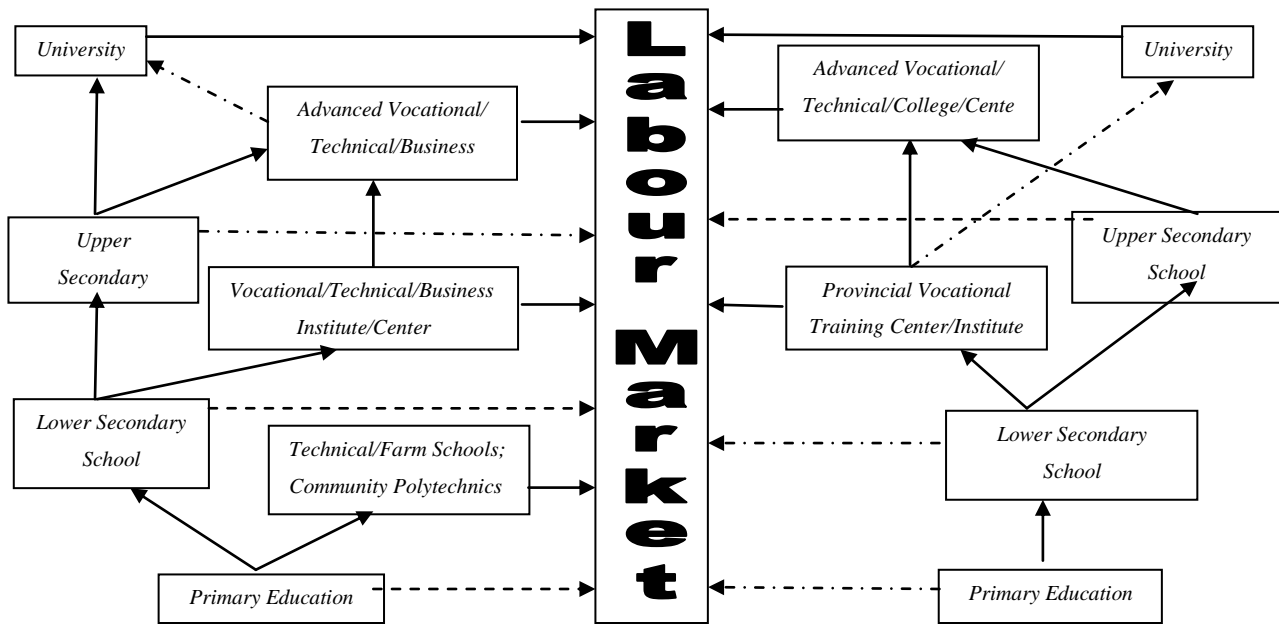 University
Advanced Vocational/
Technical/Business
Upper
Secondary
Vocational/Technical/Business
Institute/Center
Lower Secondary
School
Technical/Farm Schools;
Community Polytechnics
Primary Education
Labour Market
University
Advanced Vocational/
Technical/College/Cente
Upper Secondary
School
Provincial Vocational
Training Center/Institute
Lower Secondary
School
Primary Education